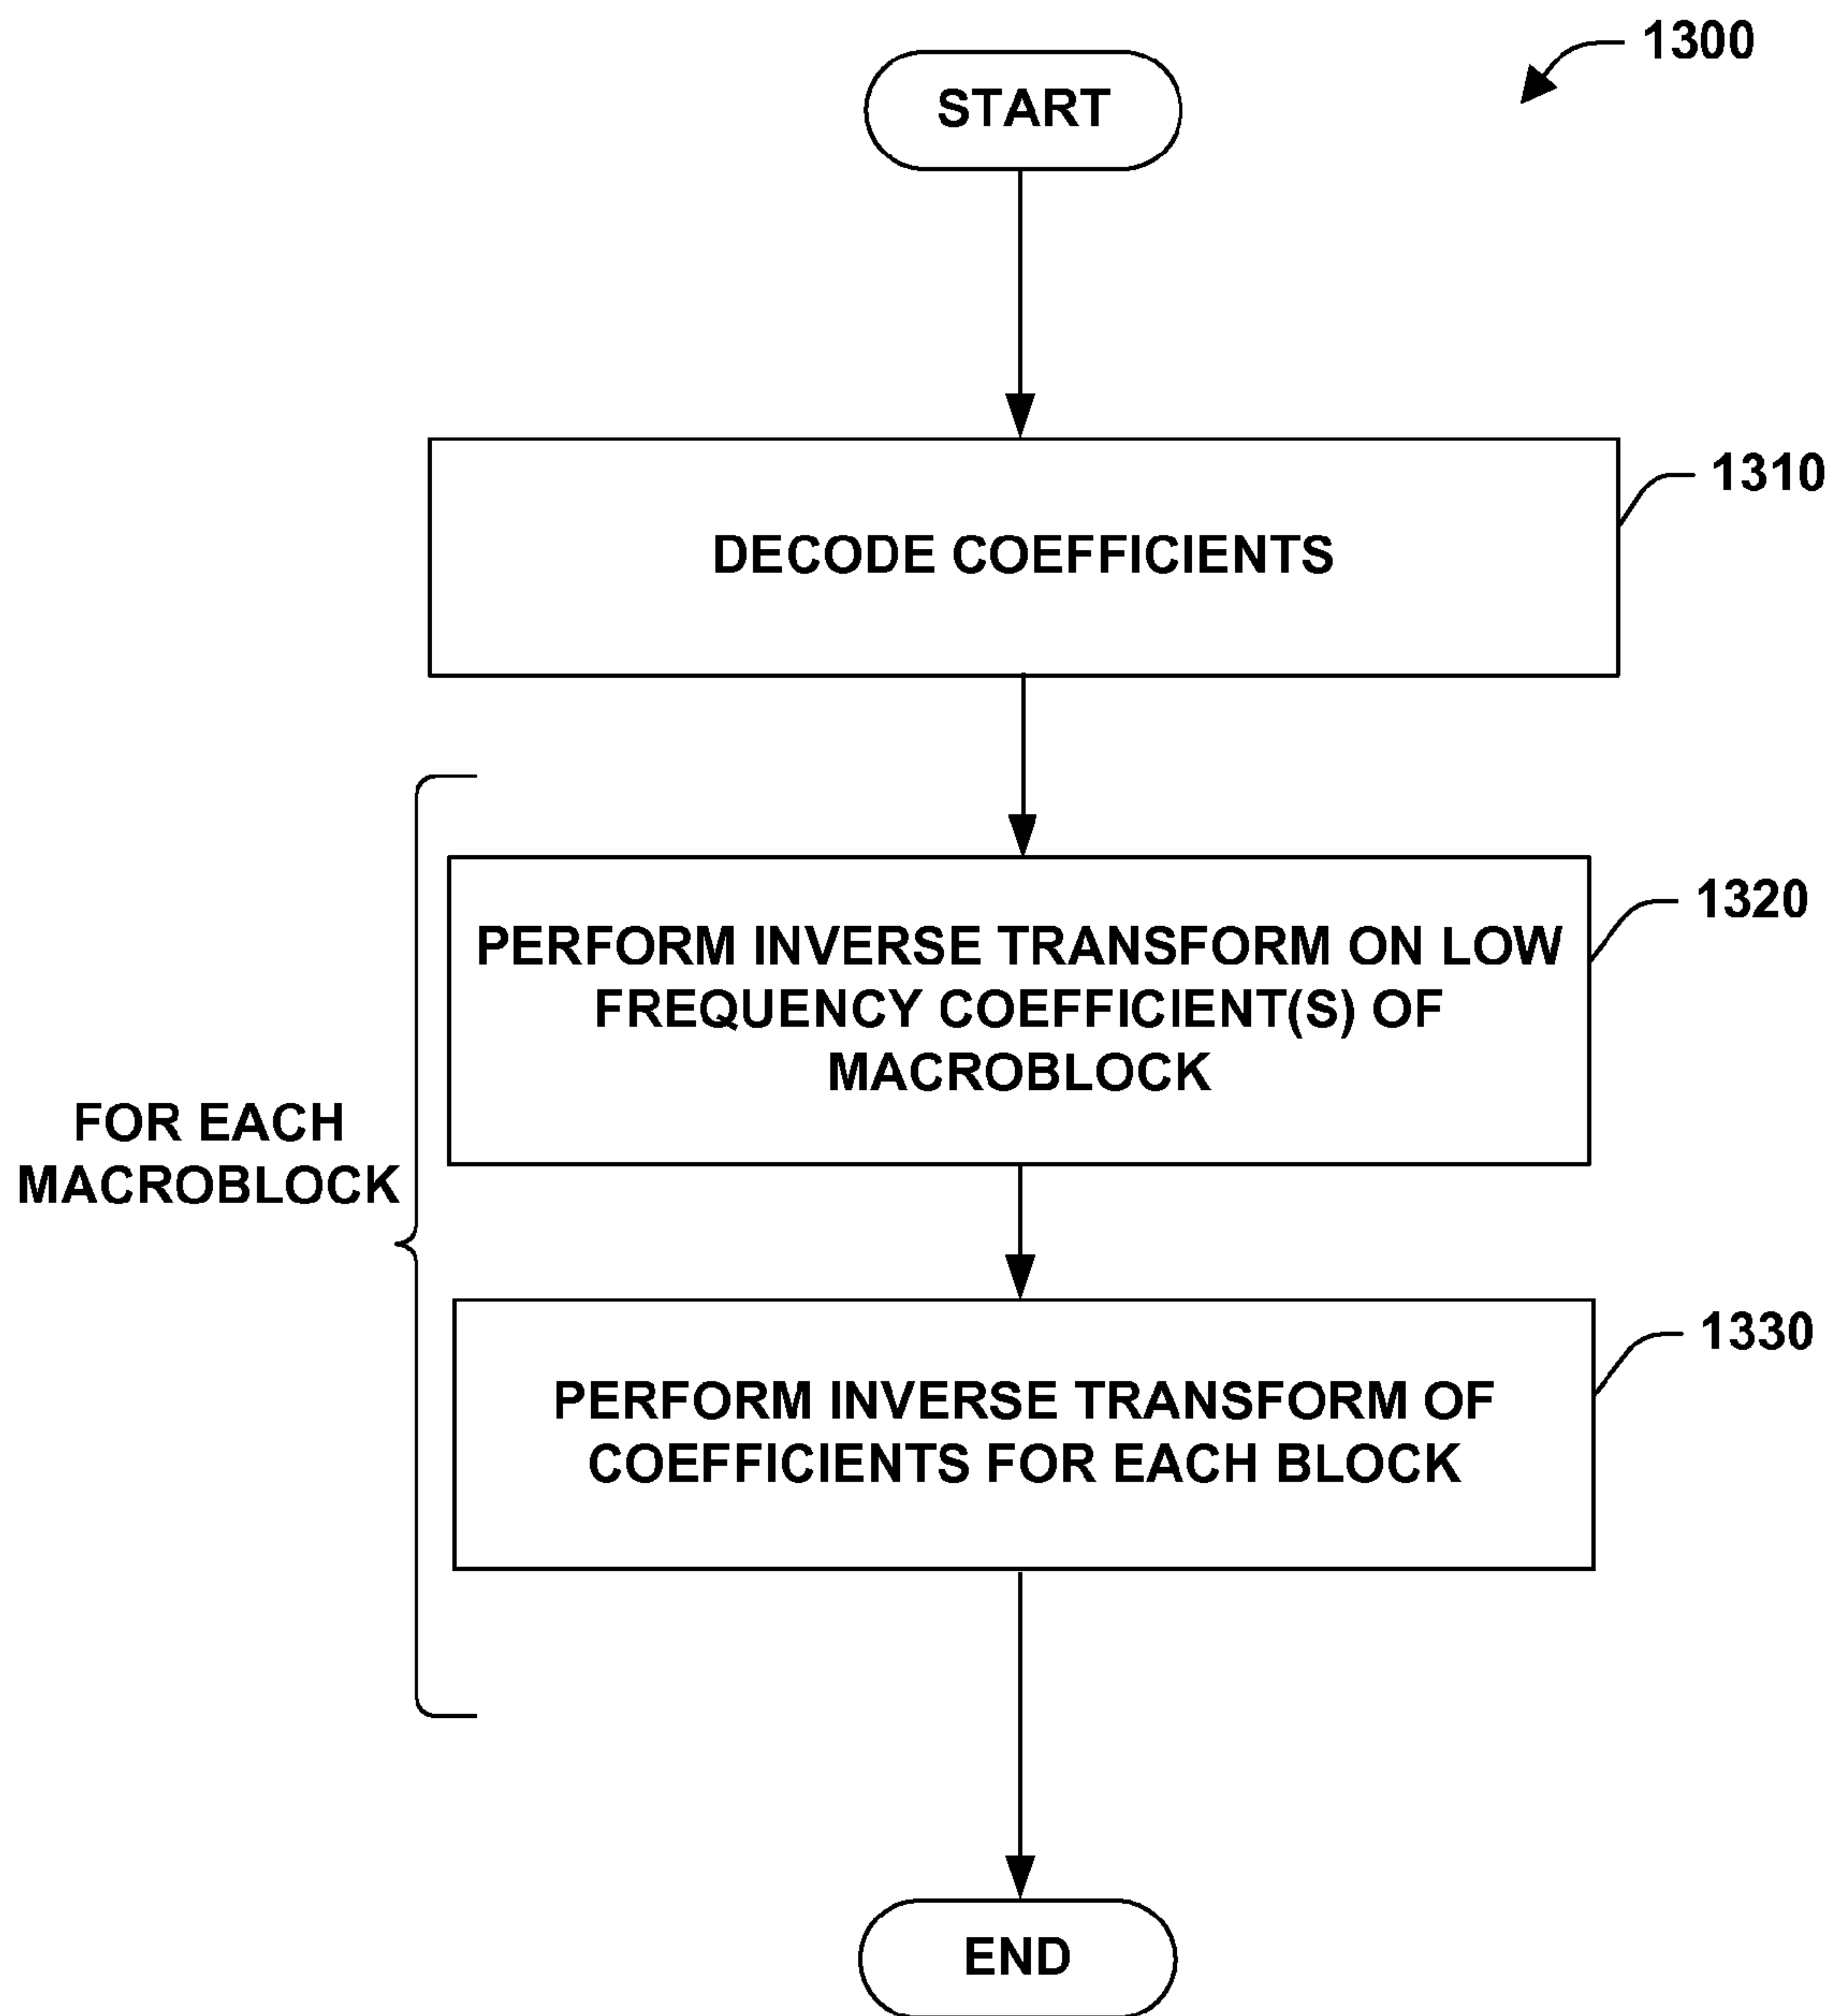 1300
START
1310
DECODE COEFFICIENTS
1320
PERFORM INVERSE TRANSFORM ON LOW
FREQUENCY COEFFICIENT(S) OF
MACROBLOCK
FOR EACH
MACROBLOCK
1330
PERFORM INVERSE TRANSFORM OF
COEFFICIENTS FOR EACH BLOCK
END